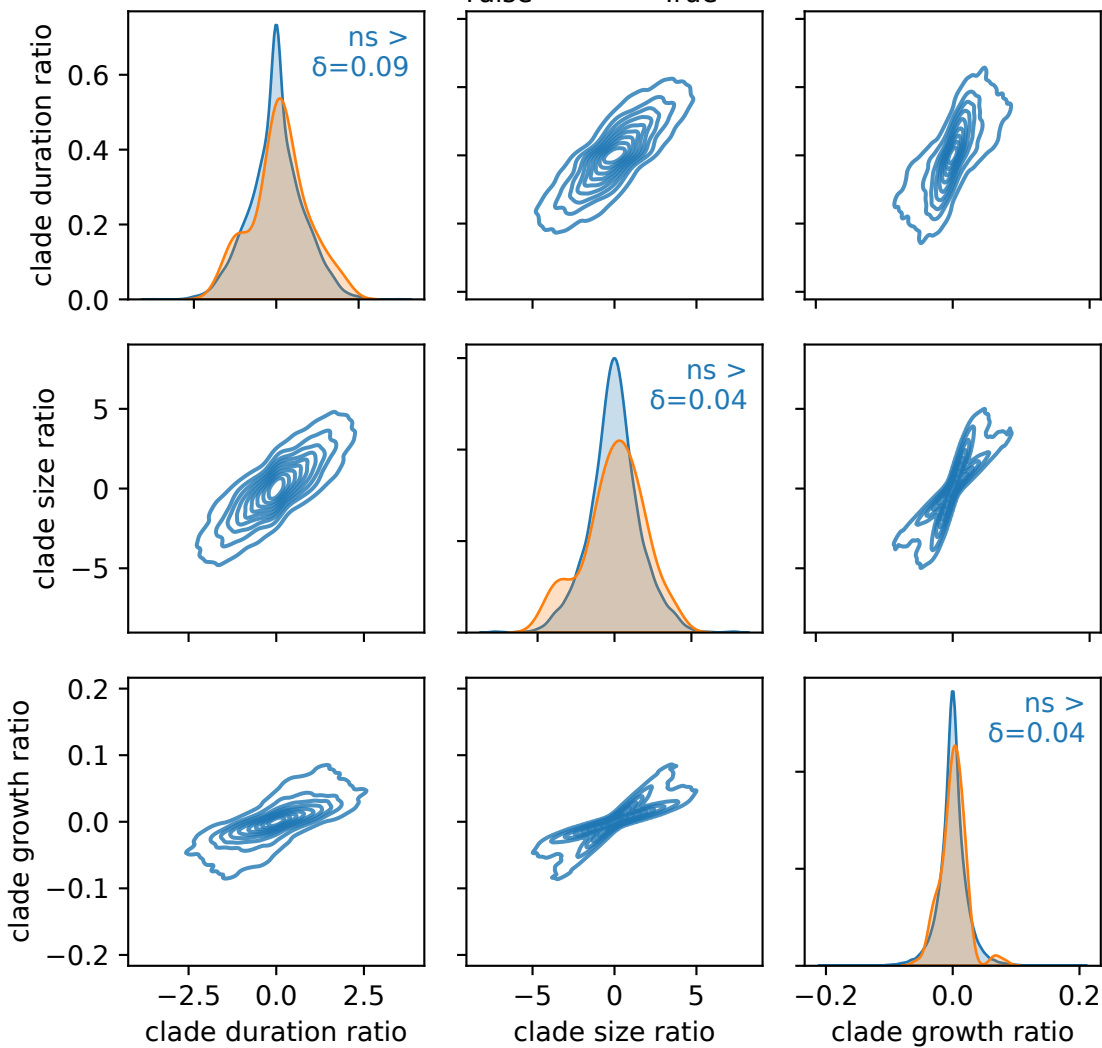 clade duration ratio
0.6
0.4
0.2
0.0
ns >
δ=0.09
clade size ratio
5
0
−5
ns >
δ=0.04
clade growth ratio
0.2
0.1
0.0
−0.1
−0.2
ns >
δ=0.04
−2.5 0.0 2.5
−5 0 5
−0.2 0.0 0.2
clade duration ratio
clade size ratio
clade growth ratio